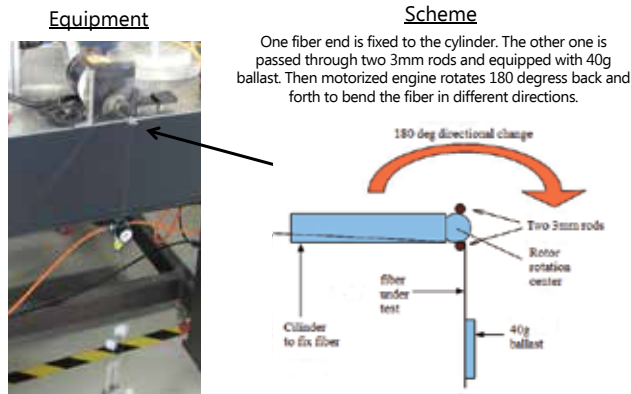 Equipment
Scheme
One fiber end is fixed to the cylinder. The other one is
passed through two 3mm rods and equipped with 40g
ballast. Then motorized engine rotates 180 degress back and
forth to bend the fiber in different directions.
180 deg directional change
Two 3mm rods
Rotor
rotation
center
fiber
under
test
Cylinder
to fix fiber
40g
ballast